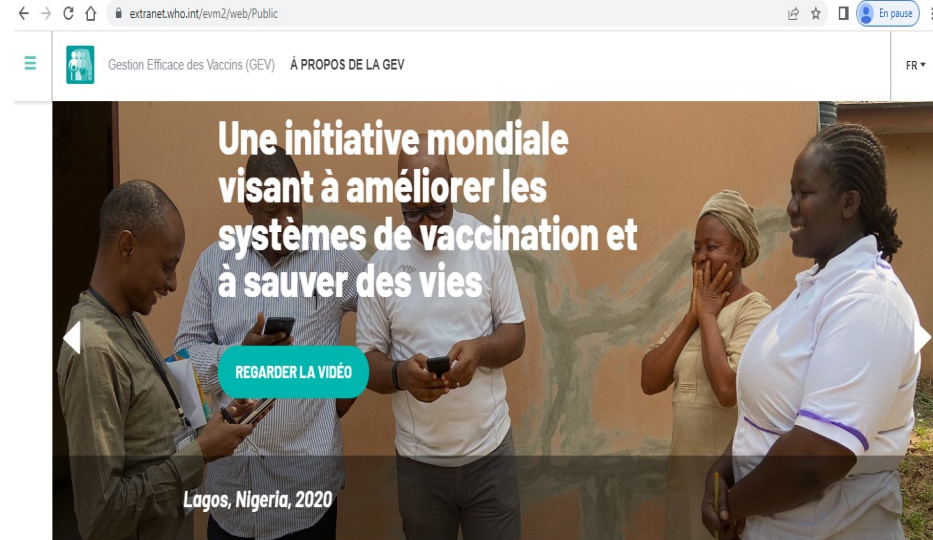 extranet.who.int/evm2/web/Public
En pause
Gestion Efficace des Vaccins (GEV) À PROPOS DE LA GEV
FR
Une initiative mondiale
visant à améliorer les
systèmes de vaccination et
à sauver des vies
REGARDER LA VIDÉO
Lagos, Nigeria, 2020